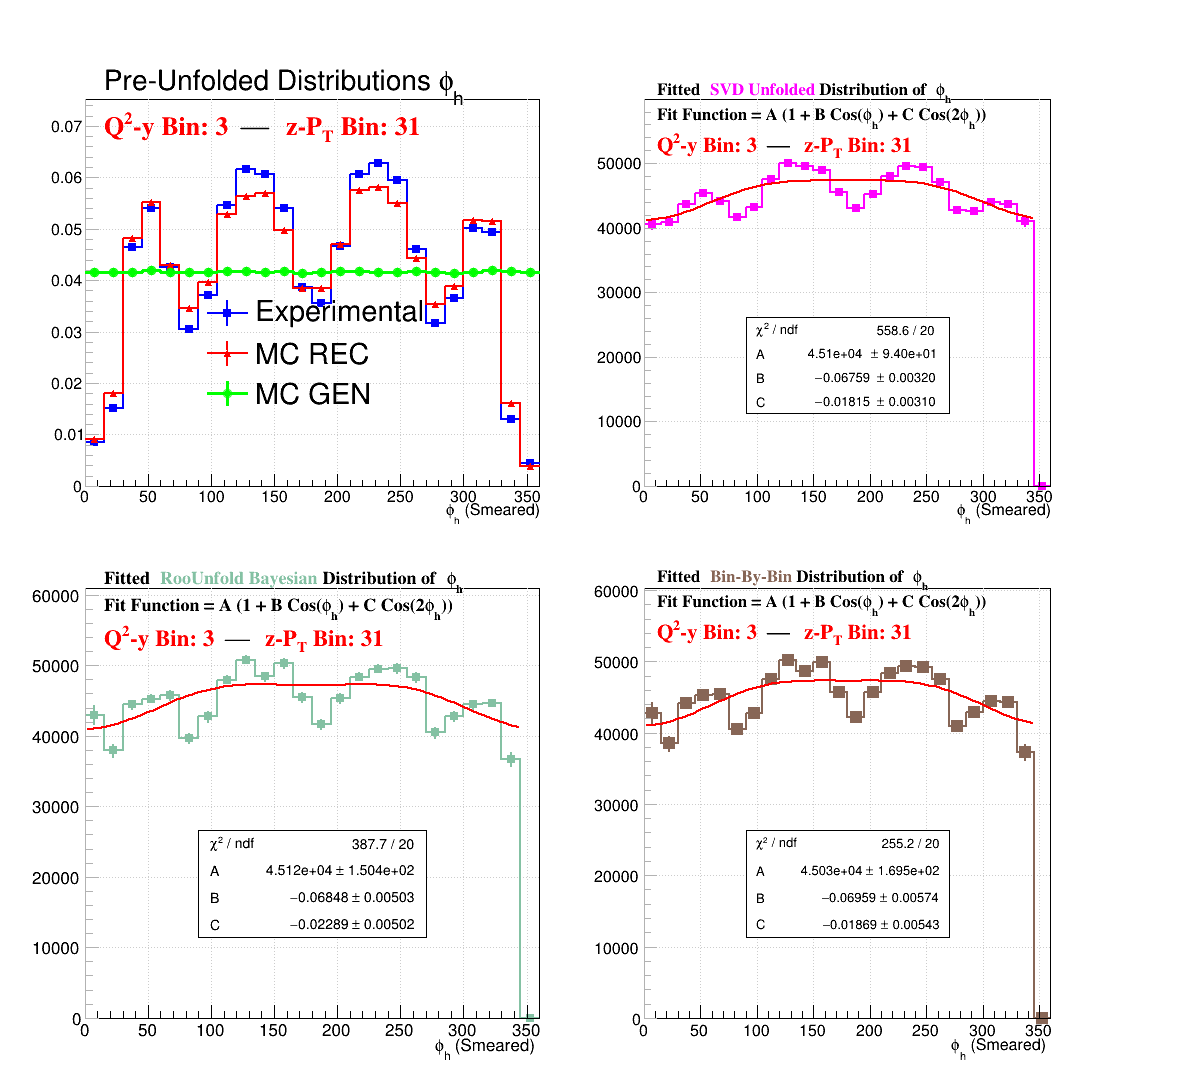 Pre-Unfolded Distributions ϕh
Q²-y Bin: 3 — z-PT Bin: 31
0.07
0.06
0.05
0.04
0.03
0.02
0.01
0
Experimental
MC REC
MC GEN
0 50 100 150 200 250 300 350
ϕh (Smeared)
Fitted SVD Unfolded Distribution of ϕh
Fit Function = A (1 + B Cos(ϕh) + C Cos(2ϕh))
Q²-y Bin: 3 — z-PT Bin: 31
50000
40000
30000
20000
10000
0
χ² / ndf 558.6 / 20
A 4.51e+04 ± 9.40e+01
B −0.06759 ± 0.00320
C −0.01815 ± 0.00310
0 50 100 150 200 250 300 350
ϕh (Smeared)
Fitted RooUnfold Bayesian Distribution of ϕh
Fit Function = A (1 + B Cos(ϕh) + C Cos(2ϕh))
Q²-y Bin: 3 — z-PT Bin: 31
60000
50000
40000
30000
20000
10000
0
χ² / ndf 387.7 / 20
A 4.512e+04 ± 1.504e+02
B −0.06848 ± 0.00503
C −0.02289 ± 0.00502
0 50 100 150 200 250 300 350
ϕh (Smeared)
Fitted Bin-By-Bin Distribution of ϕh
Fit Function = A (1 + B Cos(ϕh) + C Cos(2ϕh))
Q²-y Bin: 3 — z-PT Bin: 31
60000
50000
40000
30000
20000
10000
0
χ² / ndf 255.2 / 20
A 4.503e+04 ± 1.695e+02
B −0.06959 ± 0.00574
C −0.01869 ± 0.00543
0 50 100 150 200 250 300 350
ϕh (Smeared)